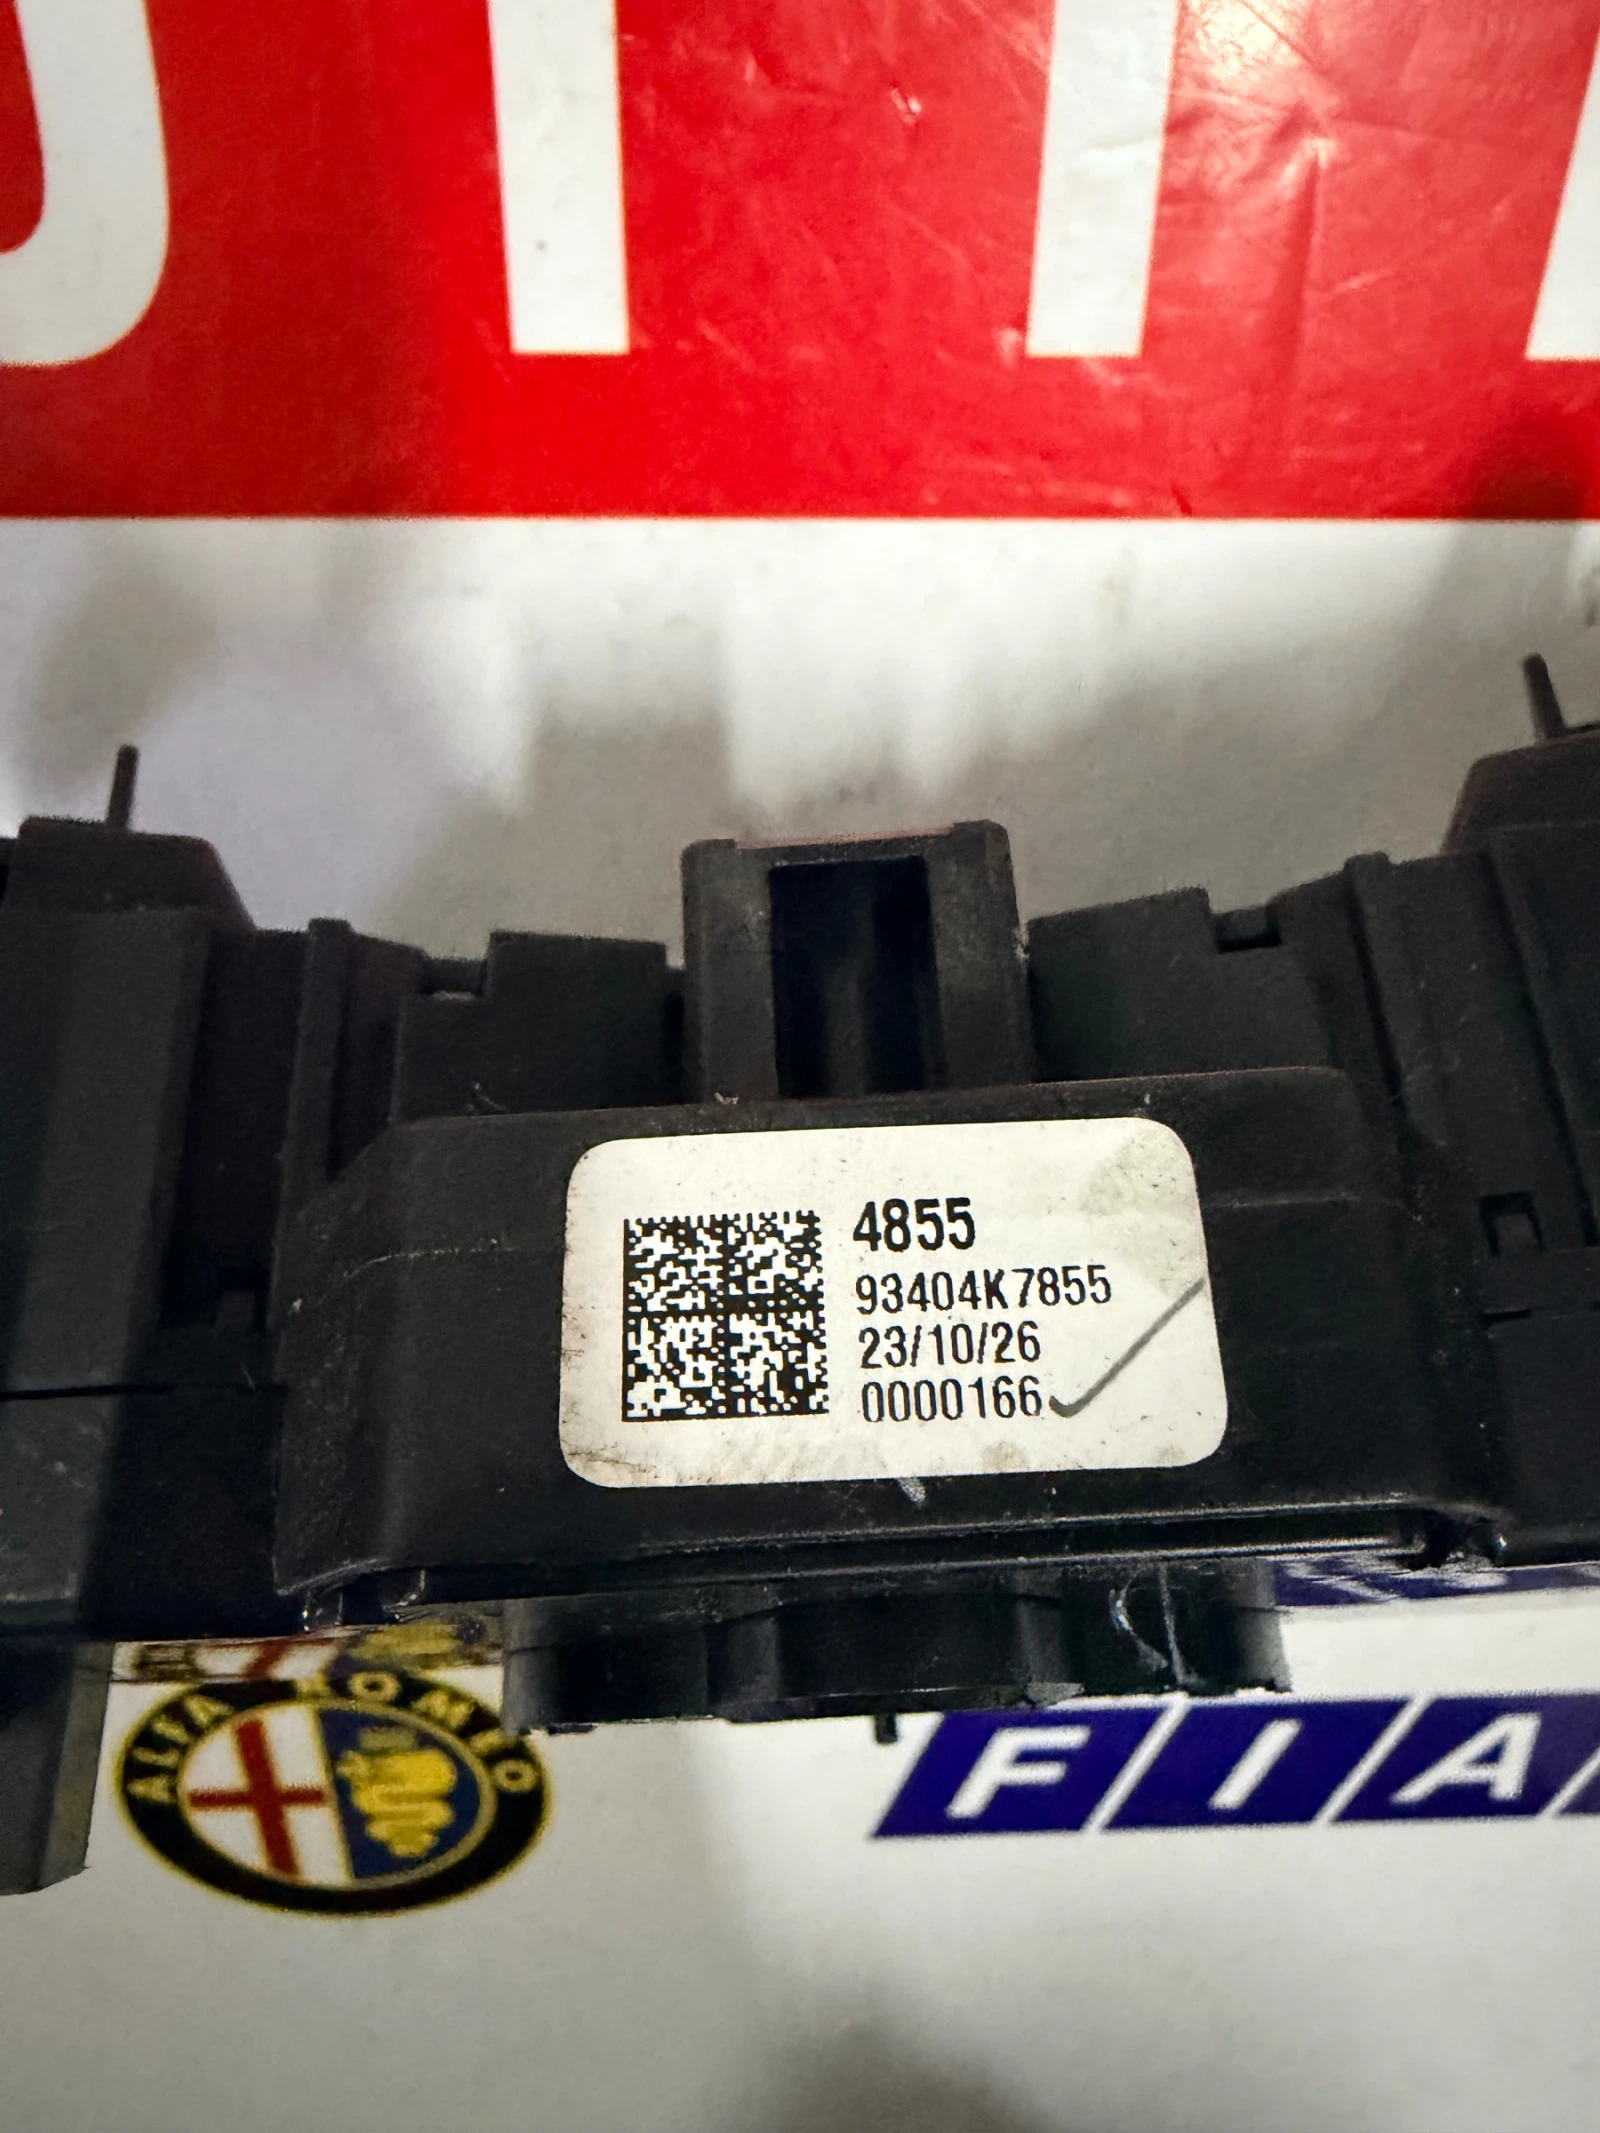 4855
93404K7855
23/10/26
0000166
ALFA ROMEO
FIA